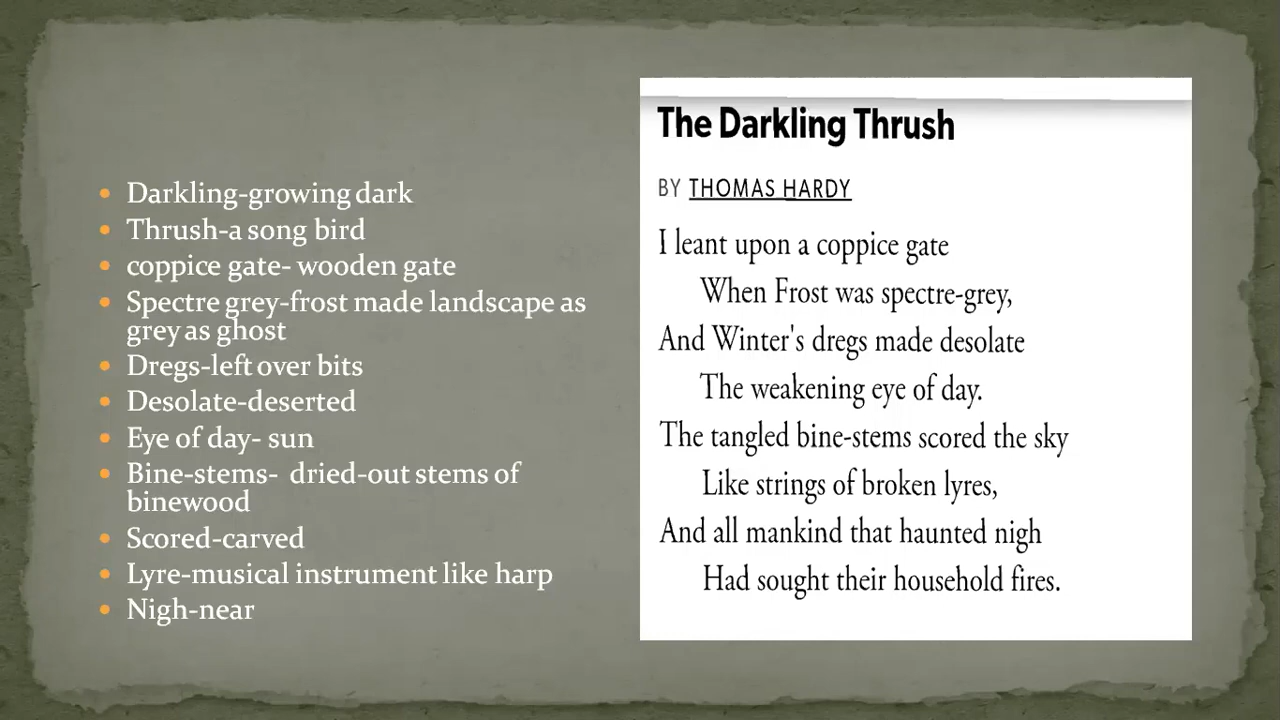 Darkling-growing dark
Thrush-a song bird
coppice gate- wooden gate
Spectre grey-frost made landscape as
grey as ghost
Dregs-left over bits
Desolate-deserted
Eye of day- sun
Bine-stems-  dried-out stems of
binewood
Scored-carved
Lyre-musical instrument like harp
Nigh-near
The Darkling Thrush
BY THOMAS HARDY
I leant upon a coppice gate
When Frost was spectre-grey,
And Winter's dregs made desolate
The weakening eye of day.
The tangled bine-stems scored the sky
Like strings of broken lyres,
And all mankind that haunted nigh
Had sought their household fires.